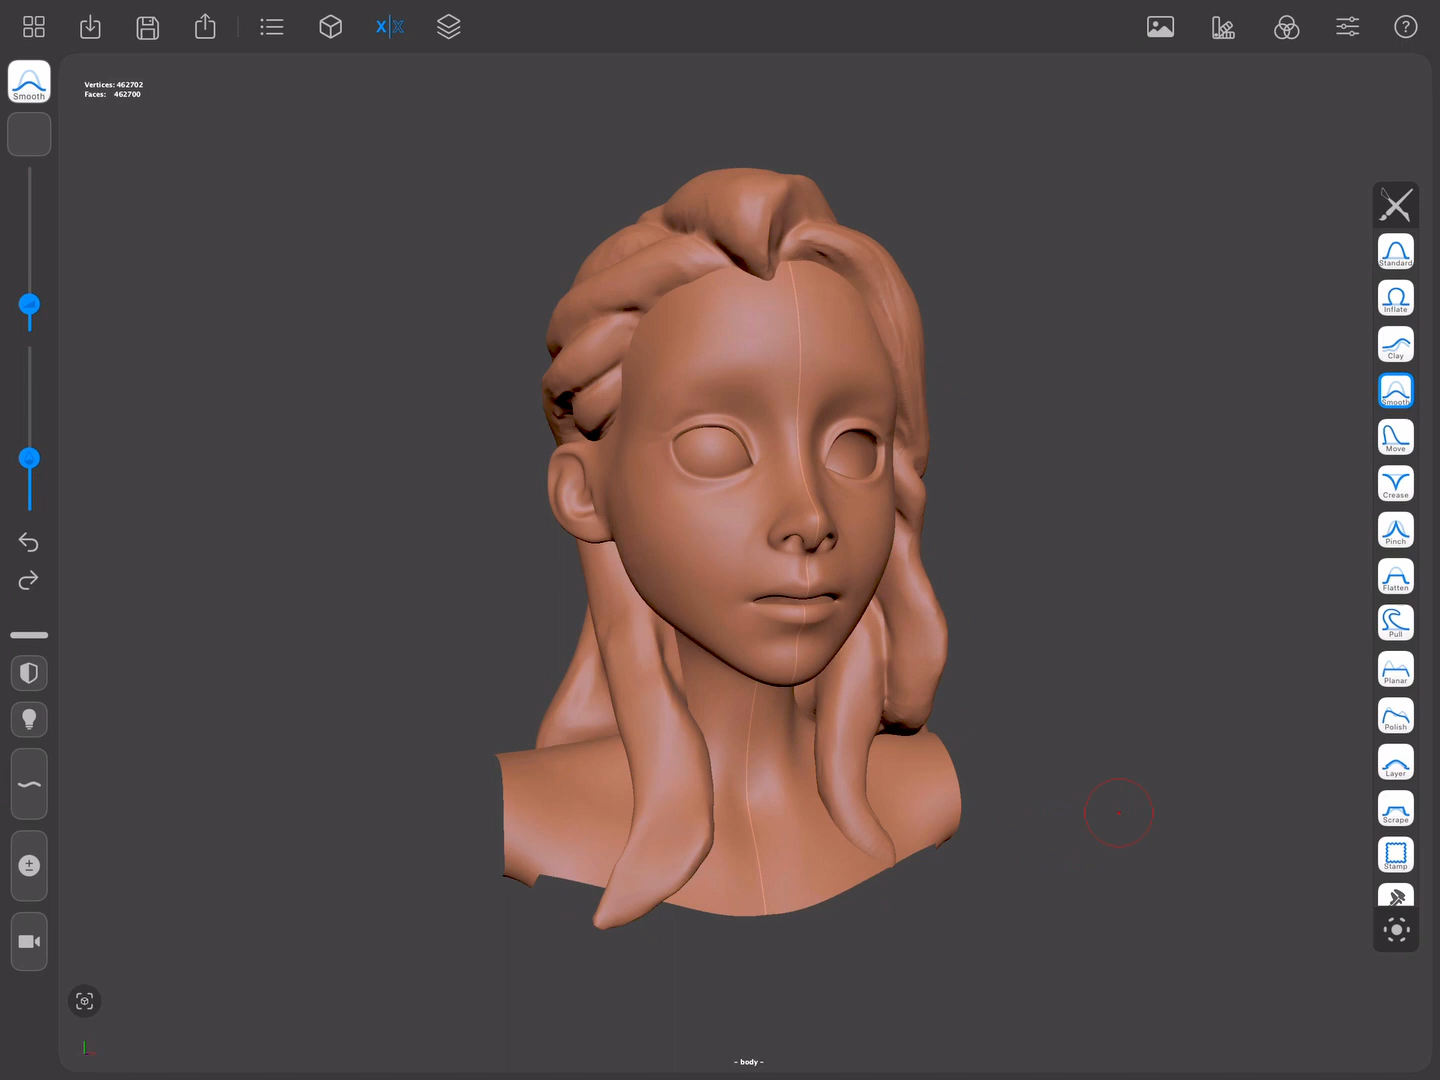 X|X
Smooth
Vertices: 462702
Faces: 462700
Standard
Inflate
Clay
Smooth
Move
Crease
Pinch
Flatten
Pull
Planar
Polish
Layer
Scrape
Stamp
– body –